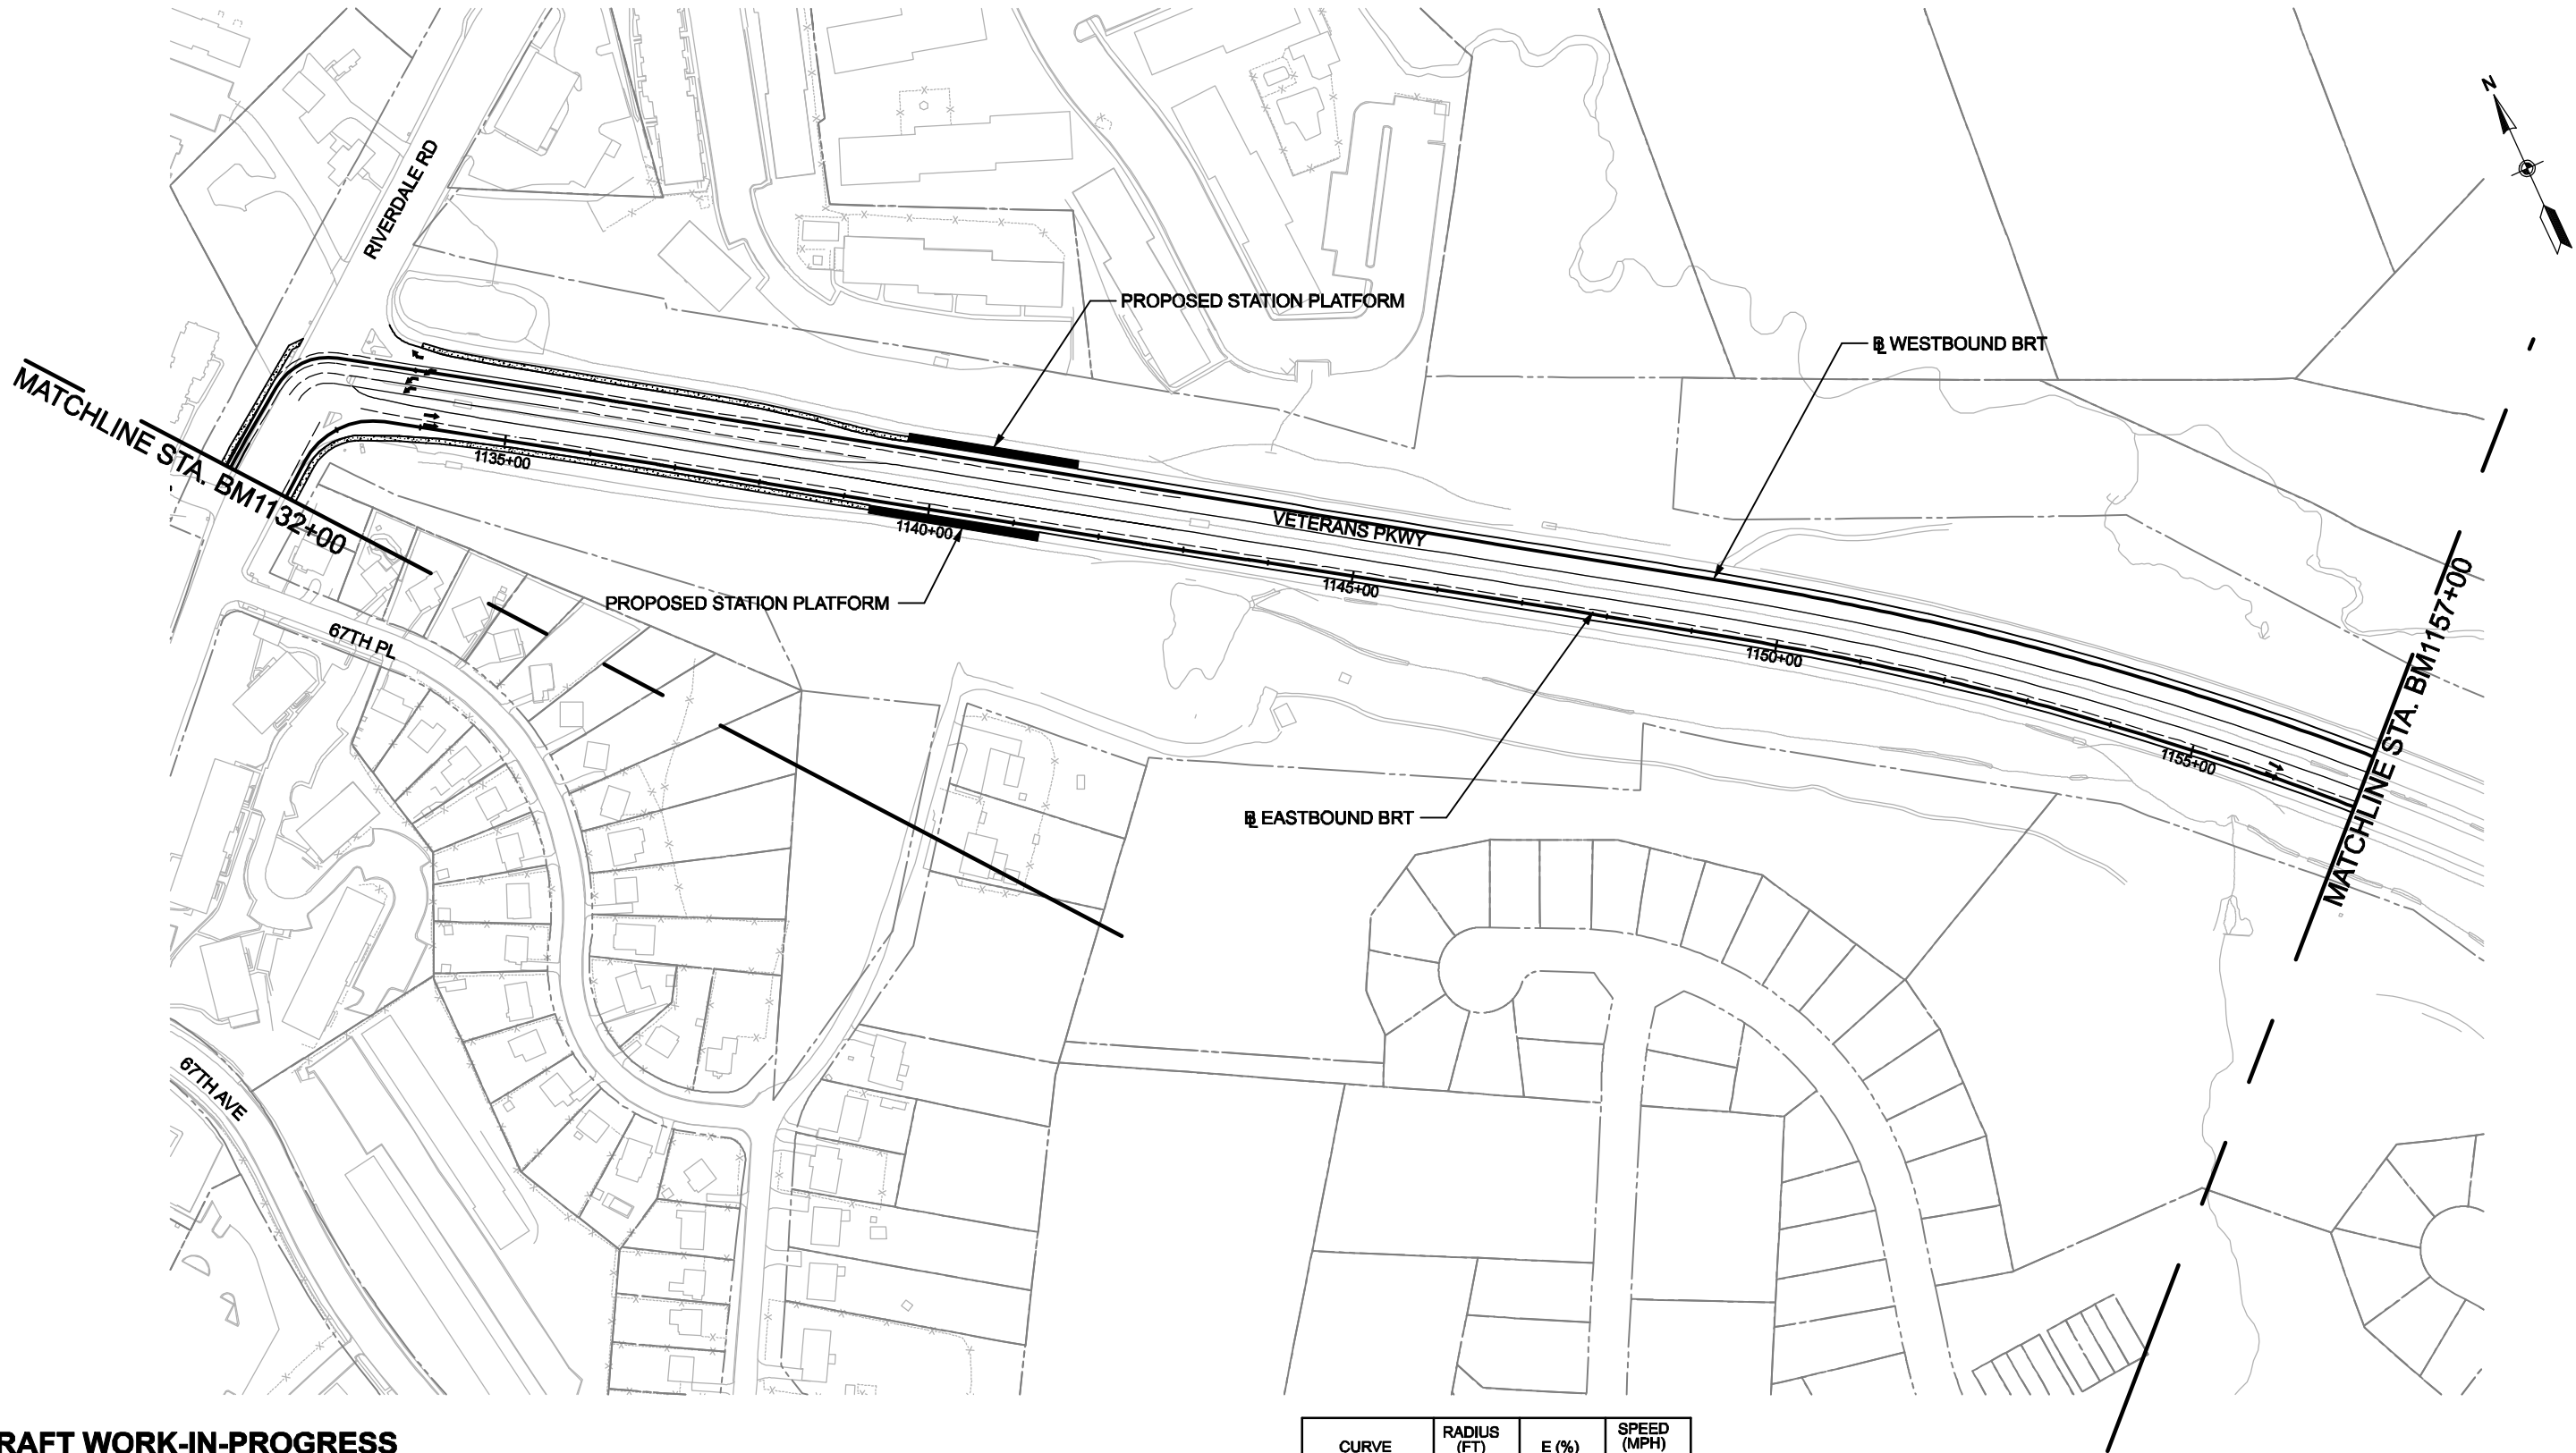 N
RIVERDALE RD
PROPOSED STATION PLATFORM
BL WESTBOUND BRT
MATCHLINE STA. BM1132+00
1135+00
1140+00
VETERANS PKWY
1145+00
1150+00
1155+00
MATCHLINE STA. BM1157+00
PROPOSED STATION PLATFORM
67TH PL
BL EASTBOUND BRT
67TH AVE
RAFT WORK-IN-PROGRESS
CURVE
RADIUS
(FT)
E (%)
SPEED
(MPH)